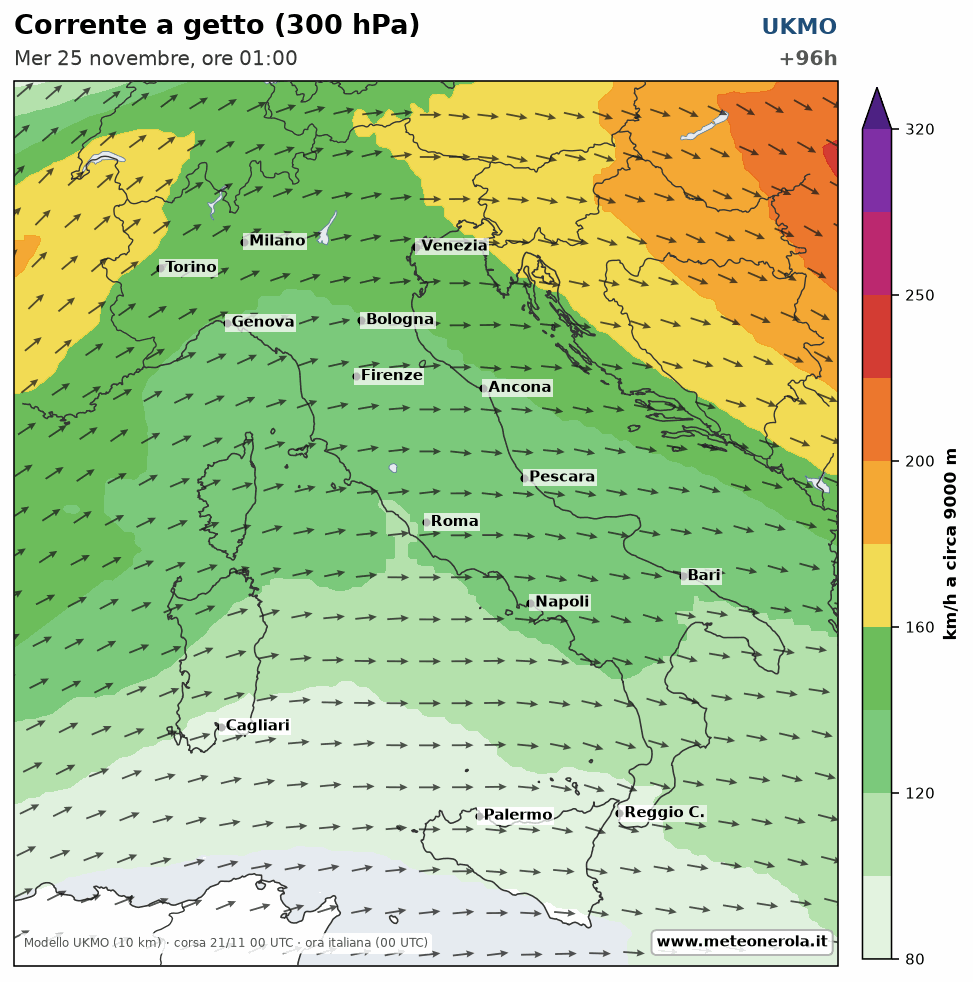 Corrente a getto (300 hPa)
UKMO
Mer 25 novembre, ore 01:00
+96h
320
Milano
Venezia
Torino
250
Genova
Bologna
Firenze
Ancona
200
Pescara
km/h a circa 9000 m
Roma
Bari
Napoli
160
Cagliari
120
Palermo
Reggio C.
Modello UKMO (10 km) · corsa 21/11 00 UTC · ora italiana (00 UTC)
www.meteonerola.it
80